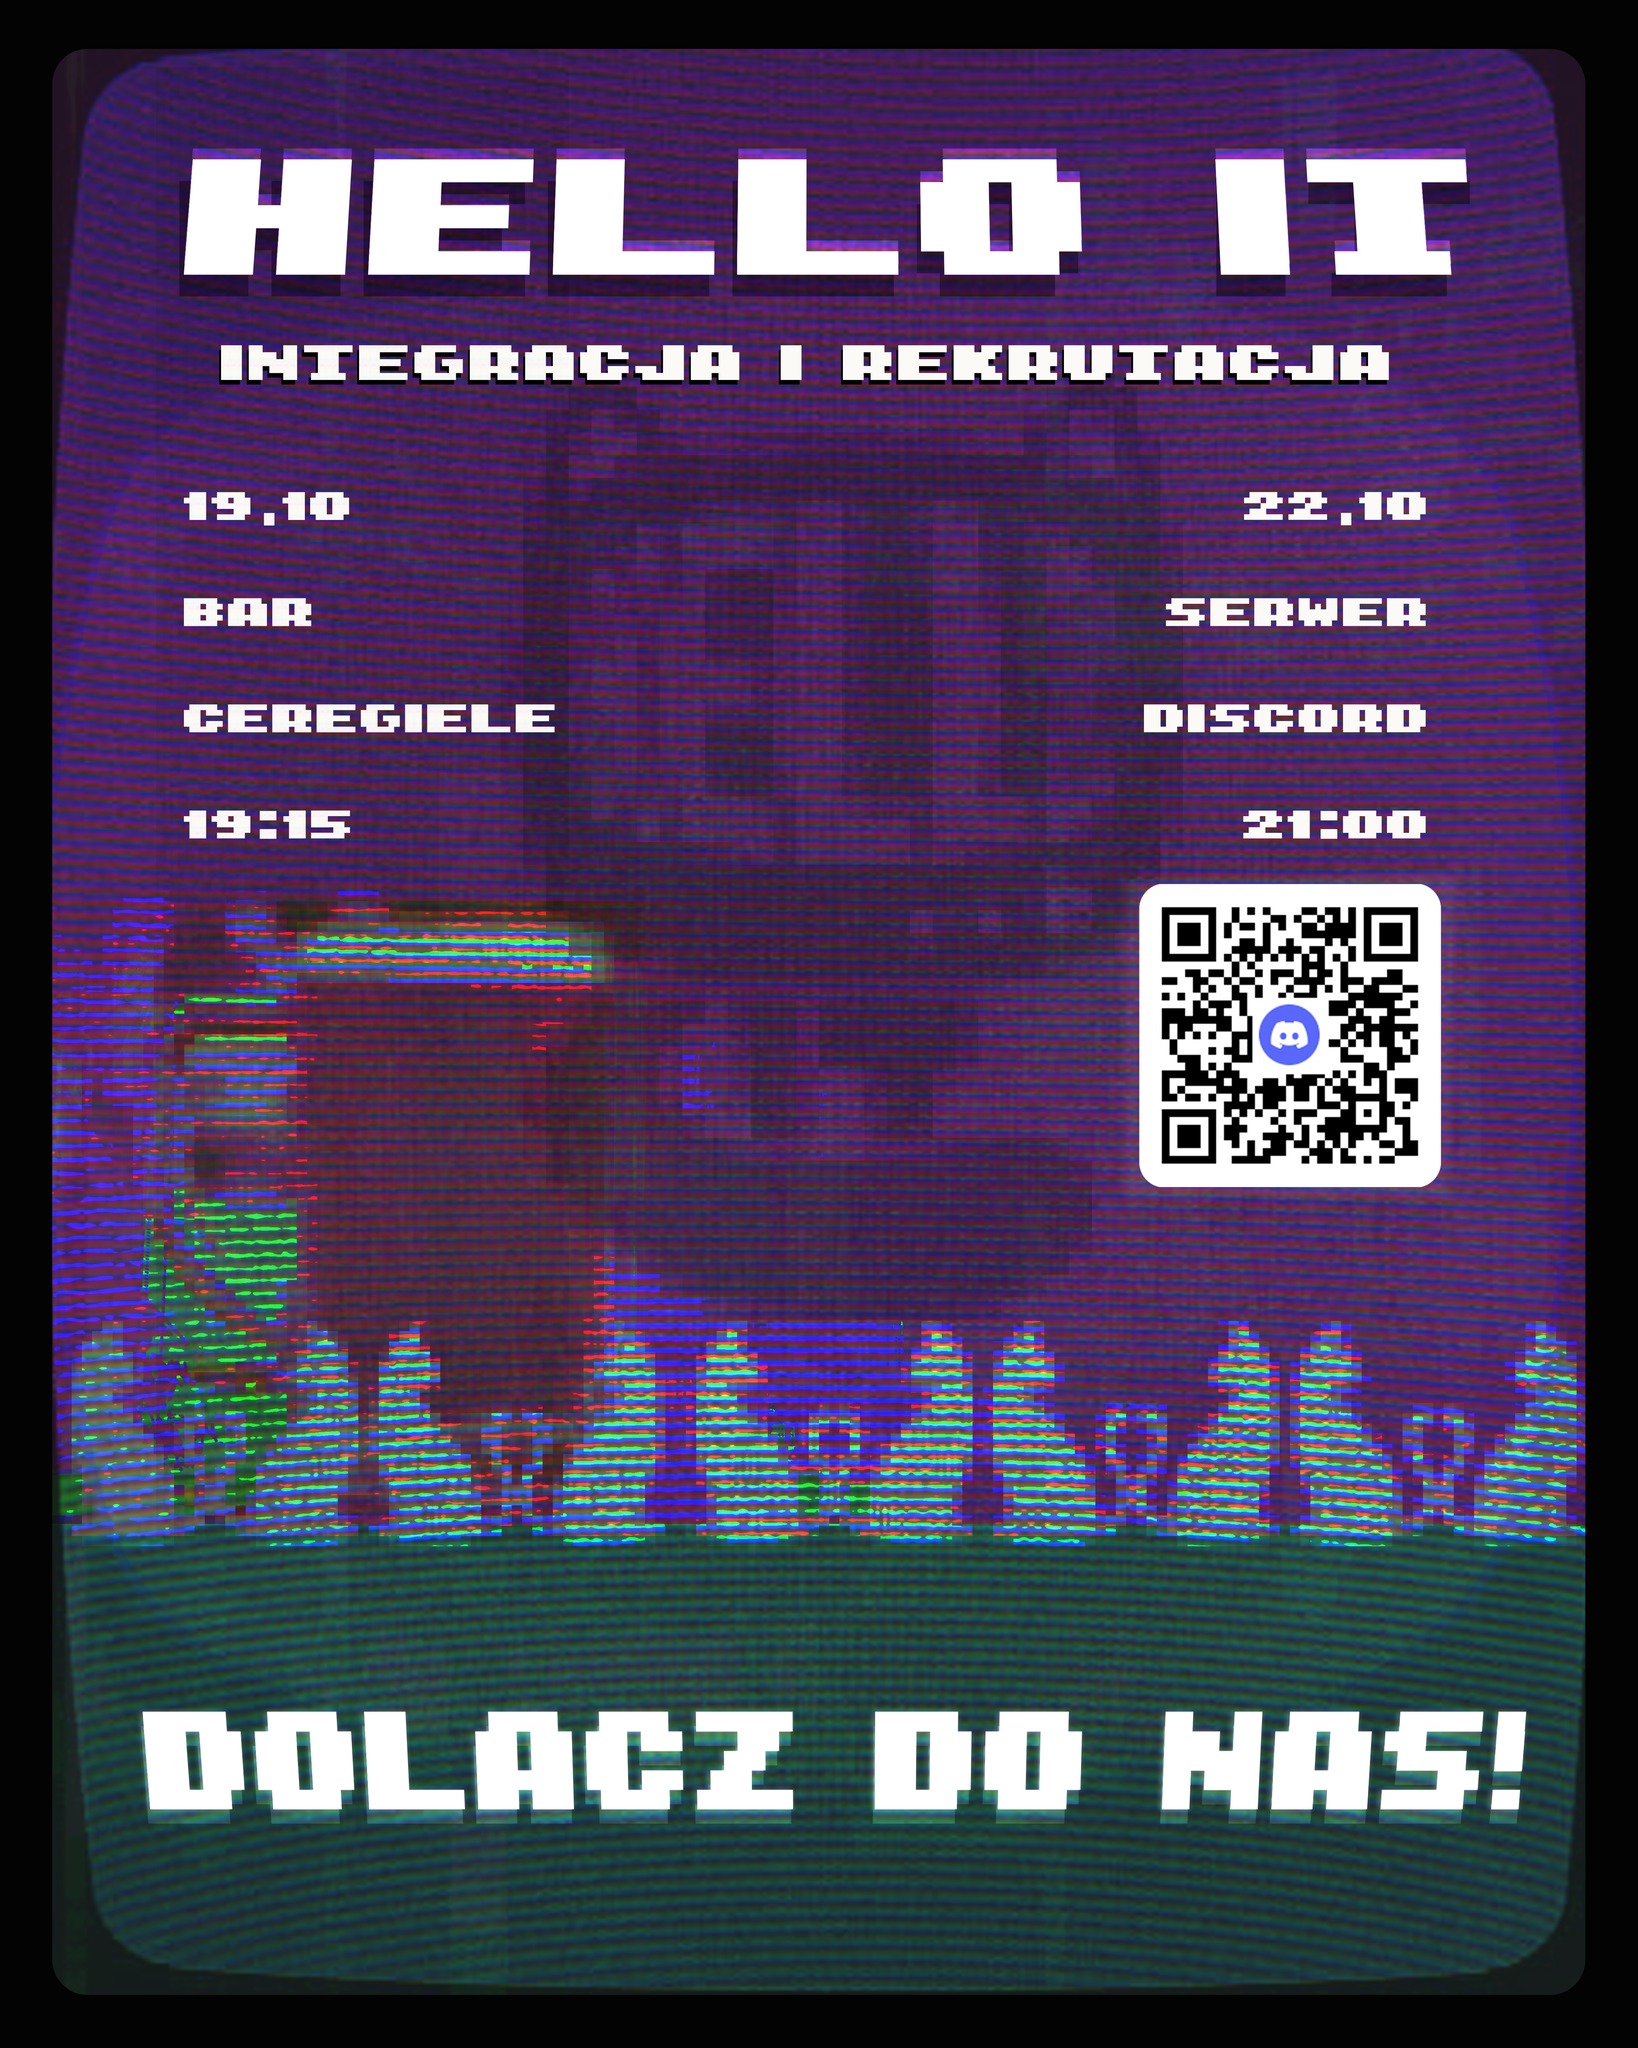 HELLO IT
INTEGRACJA I REKRUTACJA
19.10
BAR
CEREGIELE
19:15
22.10
SERWER
DISCORD
21:00
DOLACZ DO NAS!